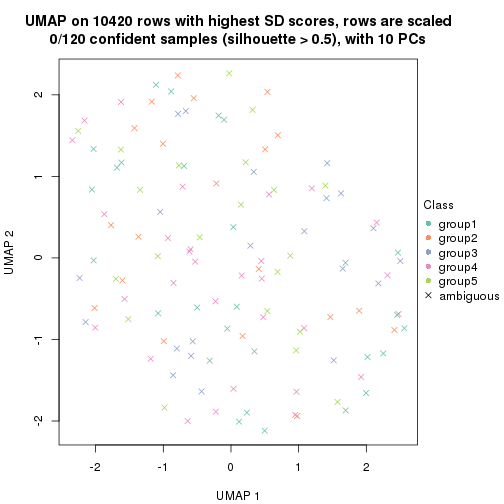 UMAP on 10420 rows with highest SD scores, rows are scaled
0/120 confident samples (silhouette > 0.5), with 10 PCs
2
1
0
-1
-2
UMAP 2
-2
-1
0
1
2
UMAP 1
Class
group1
group2
group3
group4
group5
ambiguous